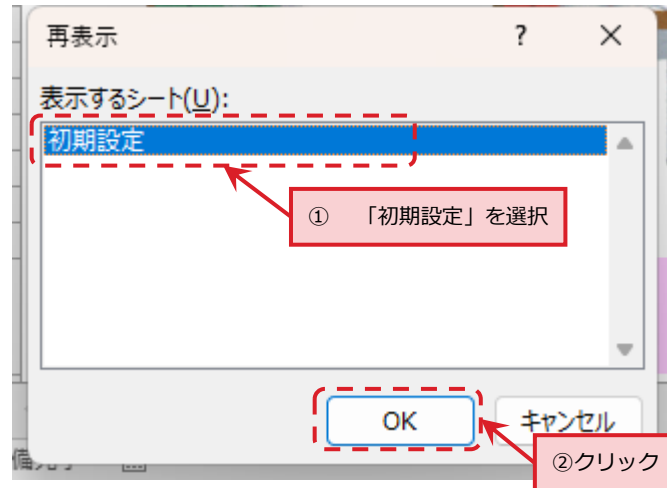 再表示 ? ×
表示するシート(U):
初期設定
① 「初期設定」を選択
OK キャンセル
②クリック